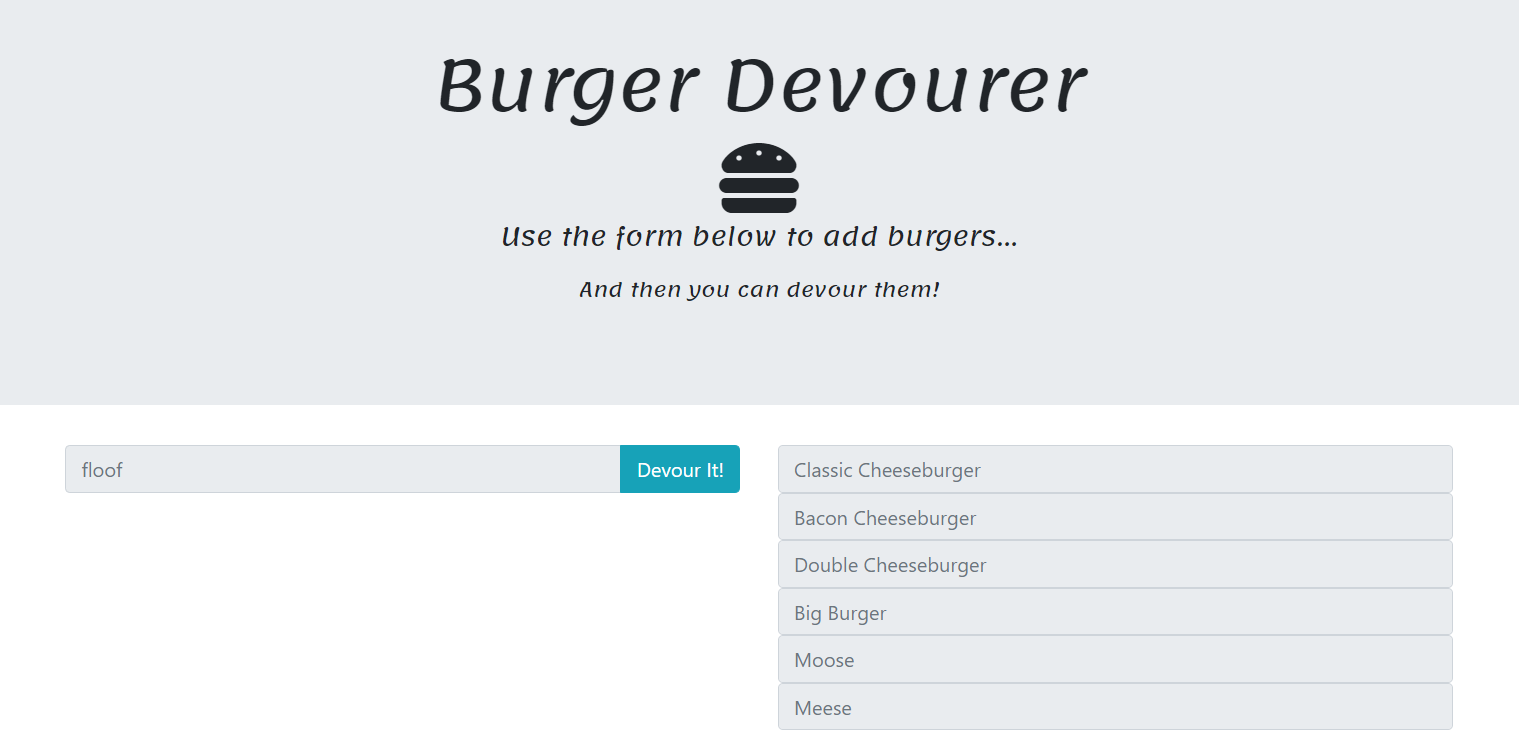 Burger Devourer
Use the form below to add burgers...
And then you can devour them!
floof
Devour It!
Classic Cheeseburger
Bacon Cheeseburger
Double Cheeseburger
Big Burger
Moose
Meese